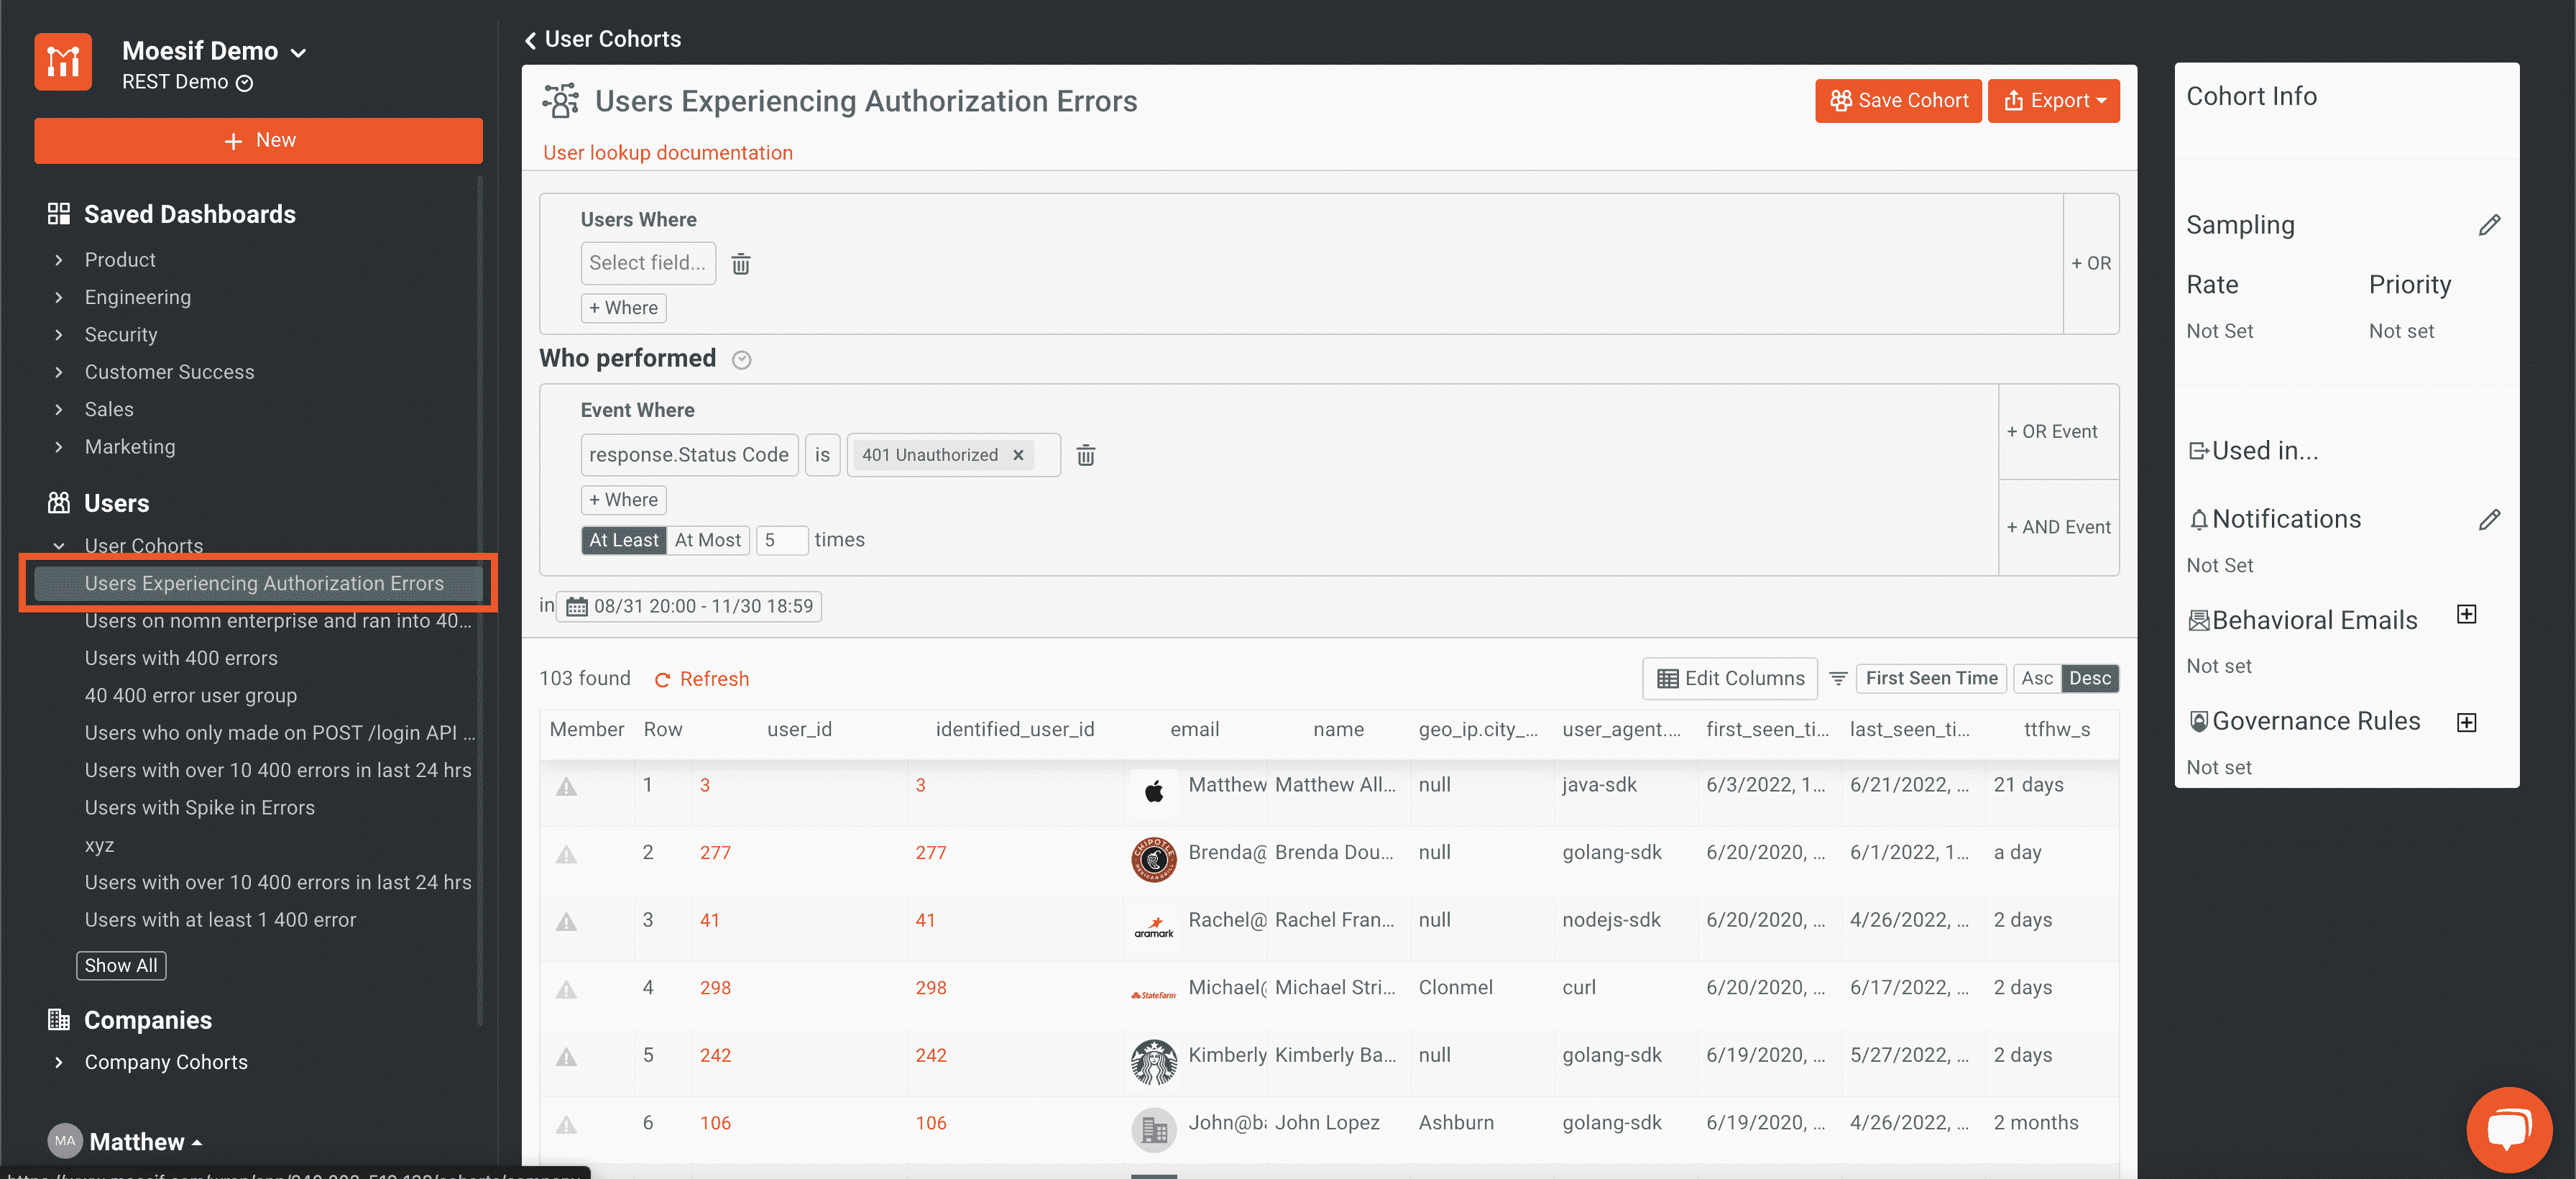 Moesif Demo
REST Demo
New
Saved Dashboards
Product
Engineering
Security
Customer Success
Sales
Marketing
Users
User Cohorts
Users Experiencing Authorization Errors
Users on nomn enterprise and ran into 40...
Users with 400 errors
40 400 error user group
Users who only made on POST /login API ...
Users with over 10 400 errors in last 24 hrs
Users with Spike in Errors
xyz
Users with over 10 400 errors in last 24 hrs
Users with at least 1 400 error
Show All
Companies
Company Cohorts
MA Matthew
User Cohorts
Users Experiencing Authorization Errors
Save Cohort Export
User lookup documentation
Users Where
Select field...
+ Where
+ OR
Who performed
Event Where
response.Status Code is 401 Unauthorized
+ Where
At Least At Most 5 times
+ OR Event
+ AND Event
in 08/31 20:00 - 11/30 18:59
103 found Refresh Edit Columns First Seen Time Asc Desc
Member Row user_id identified_user_id email name geo_ip.city_... user_agent.... first_seen_ti... last_seen_ti... ttfhw_s
1 3 3 Matthew Matthew All... null java-sdk 6/3/2022, 1... 6/21/2022, ... 21 days
2 277 277 CHIPOTLE Brenda@ Brenda Dou... null golang-sdk 6/20/2020, ... 6/1/2022, 1... a day
3 41 41 aramark Rachel@ Rachel Fran... null nodejs-sdk 6/20/2020, ... 4/26/2022, ... 2 days
4 298 298 StateFarm Michael@ Michael Stri... Clonmel curl 6/20/2020, ... 6/17/2022, ... 2 days
5 242 242 Kimberly Kimberly Ba... null golang-sdk 6/19/2020, ... 5/27/2022, ... 2 days
6 106 106 John@ba John Lopez Ashburn golang-sdk 6/19/2020, ... 4/26/2022, ... 2 months
Cohort Info
Sampling
Rate Priority
Not Set Not set
Used in...
Notifications
Not Set
Behavioral Emails
Not set
Governance Rules
Not set